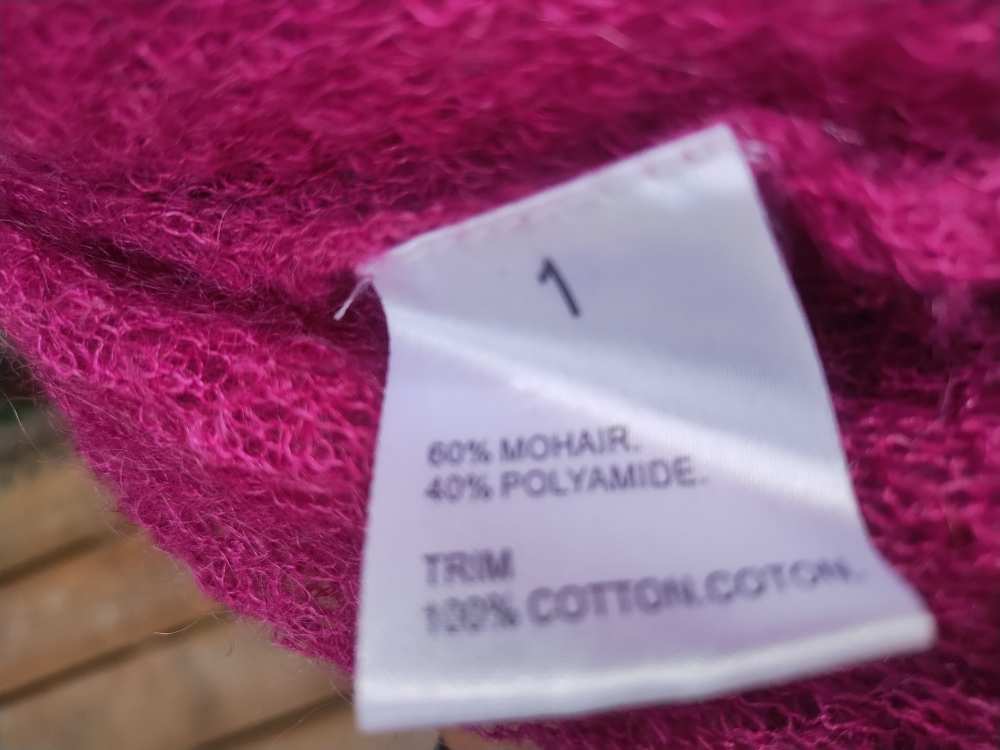 1
60% MOHAIR.
40% POLYAMIDE.
TRIM
100% COTTON.COTON.